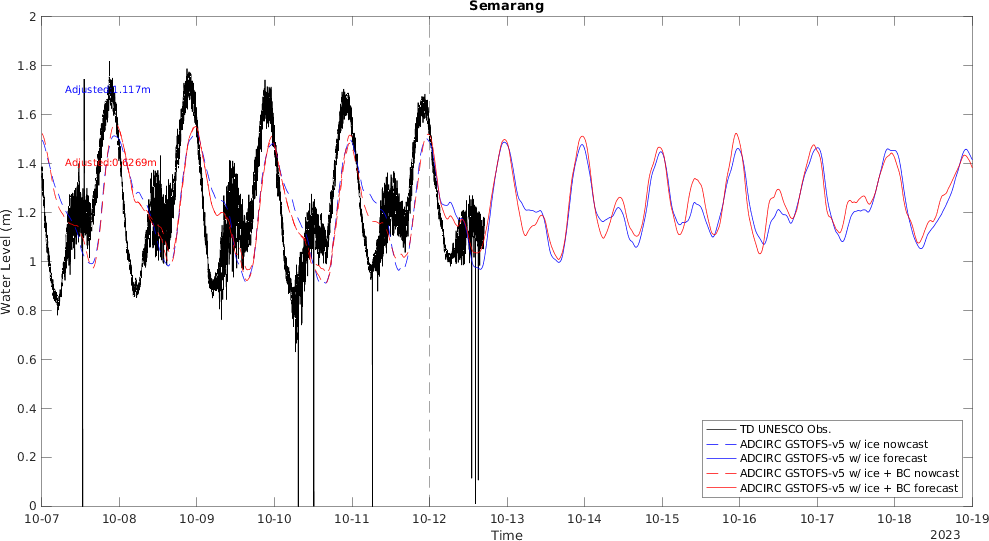 Semarang
2
1.8
1.6
1.4
1.2
1
0.8
0.6
0.4
0.2
0
Water Level (m)
Adjusted:1.117m
Adjusted:0.6269m
TD UNESCO Obs.
ADCIRC GSTOFS-v5 w/ ice nowcast
ADCIRC GSTOFS-v5 w/ ice forecast
ADCIRC GSTOFS-v5 w/ ice + BC nowcast
ADCIRC GSTOFS-v5 w/ ice + BC forecast
10-07 10-08 10-09 10-10 10-11 10-12 10-13 10-14 10-15 10-16 10-17 10-18 10-19
Time
2023